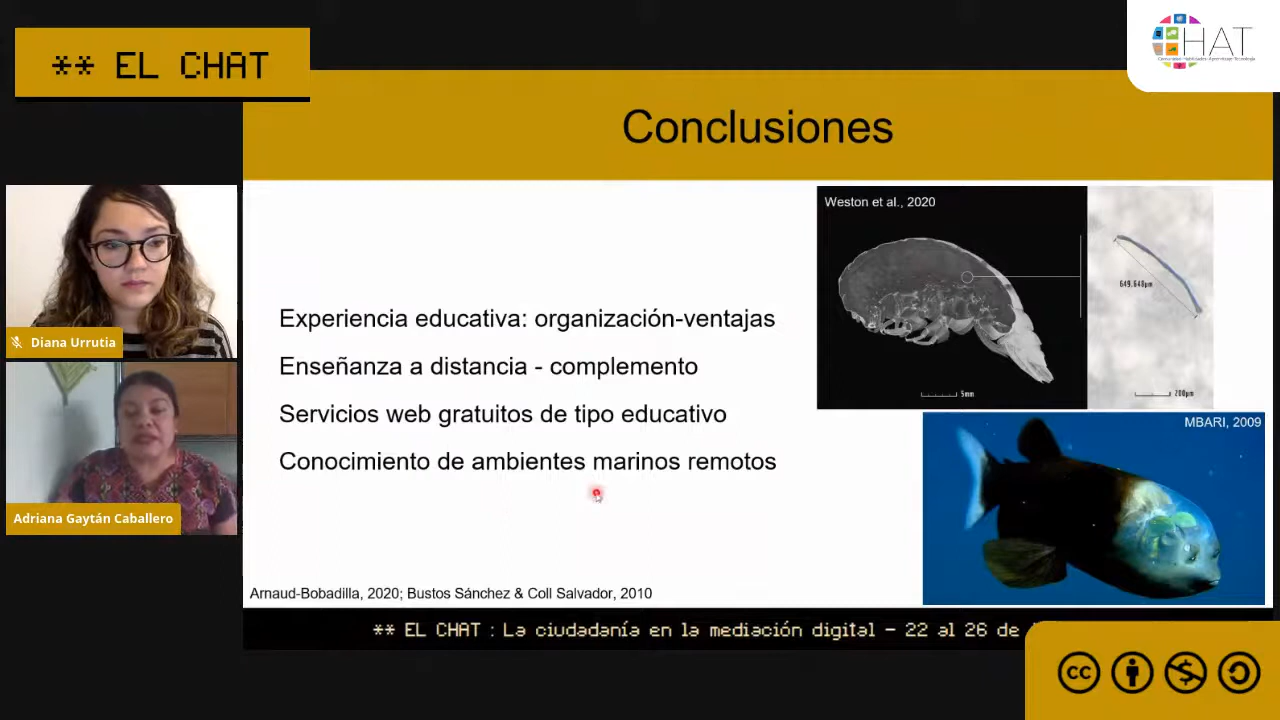 ** EL CHAT
HAT
Conclusiones
Weston et al., 2020
649,648µm
5mm
200µm
Diana Urrutia
Experiencia educativa: organización-ventajas
Enseñanza a distancia - complemento
Servicios web gratuitos de tipo educativo
Conocimiento de ambientes marinos remotos
MBARI, 2009
Adriana Gaytán Caballero
Arnaud-Bobadilla, 2020; Bustos Sánchez & Coll Salvador, 2010
** EL CHAT : La ciudadanía en la mediación digital – 22 al 26 de
cc